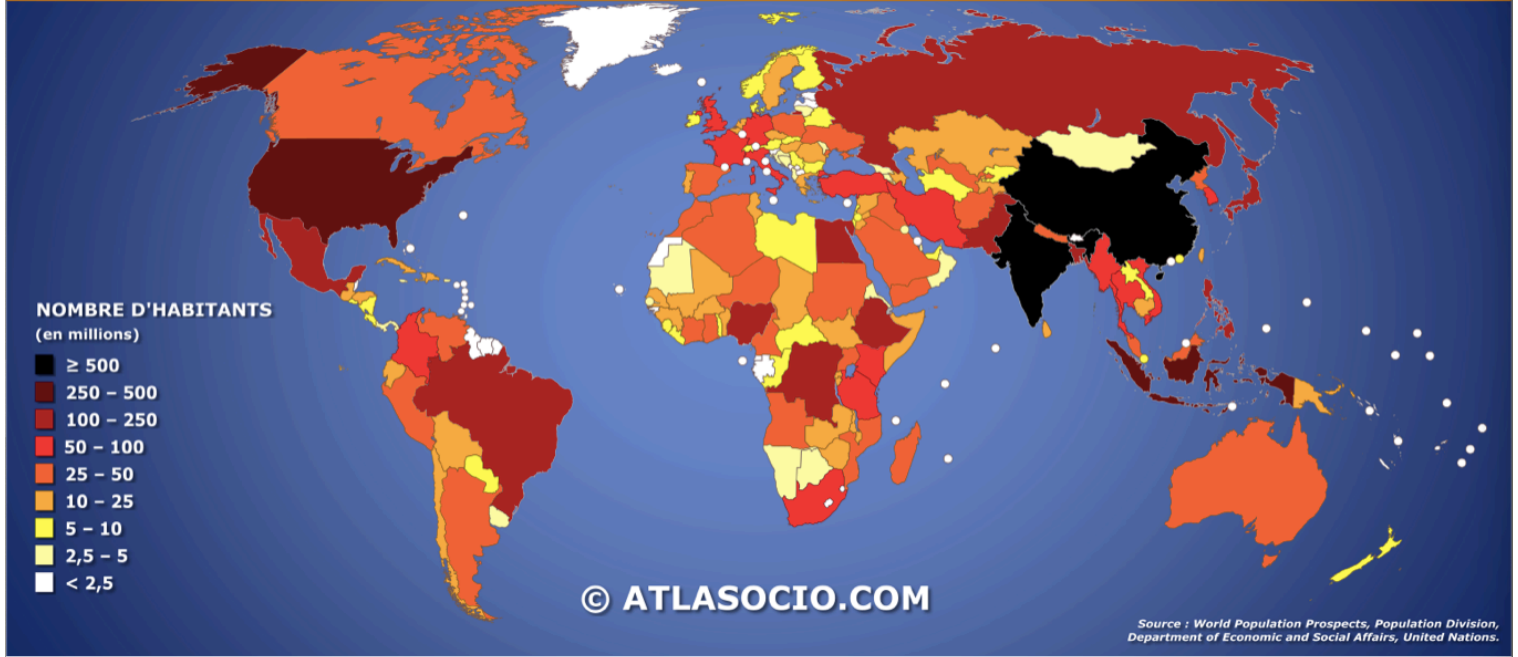 NOMBRE D'HABITANTS
(en millions)
≥ 500
250 – 500
100 – 250
50 – 100
25 – 50
10 – 25
5 – 10
2,5 – 5
< 2,5
© ATLASOCIO.COM
Source : World Population Prospects, Population Division,
Department of Economic and Social Affairs, United Nations.